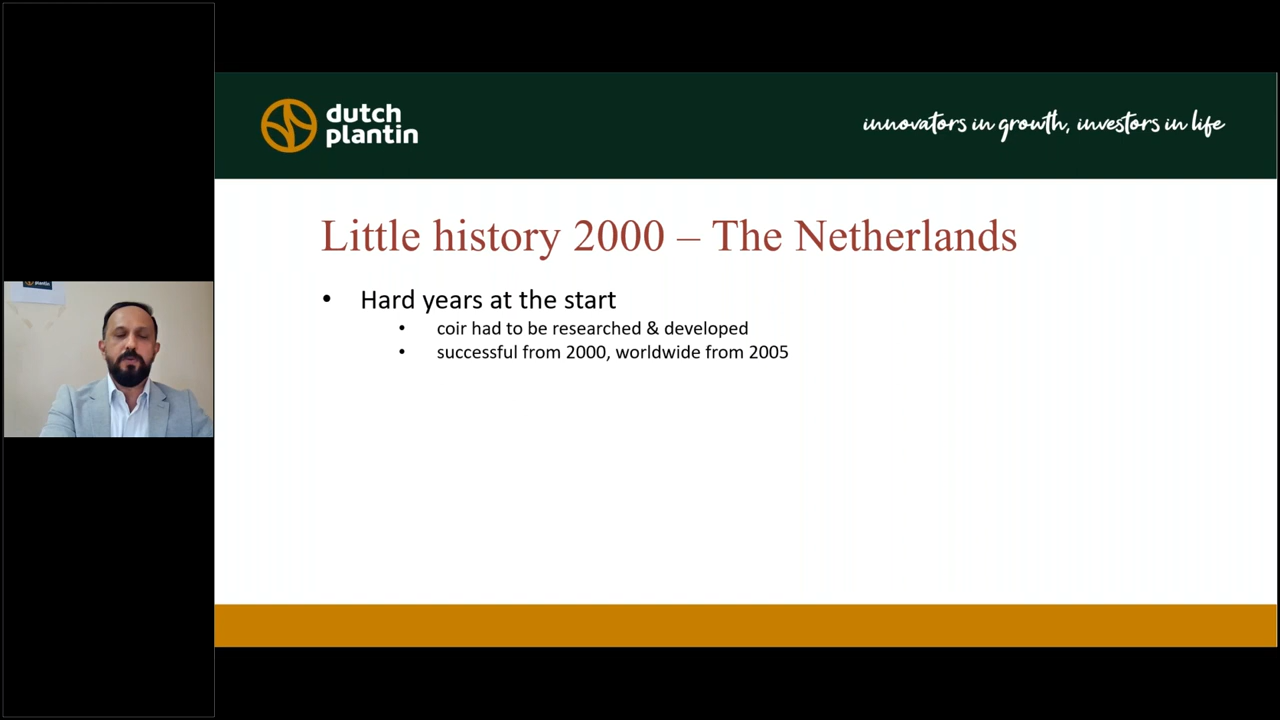 dutch
plantin
innovators in growth, investors in life
Little history 2000 – The Netherlands
• Hard years at the start
• coir had to be researched & developed
• successful from 2000, worldwide from 2005
plantin